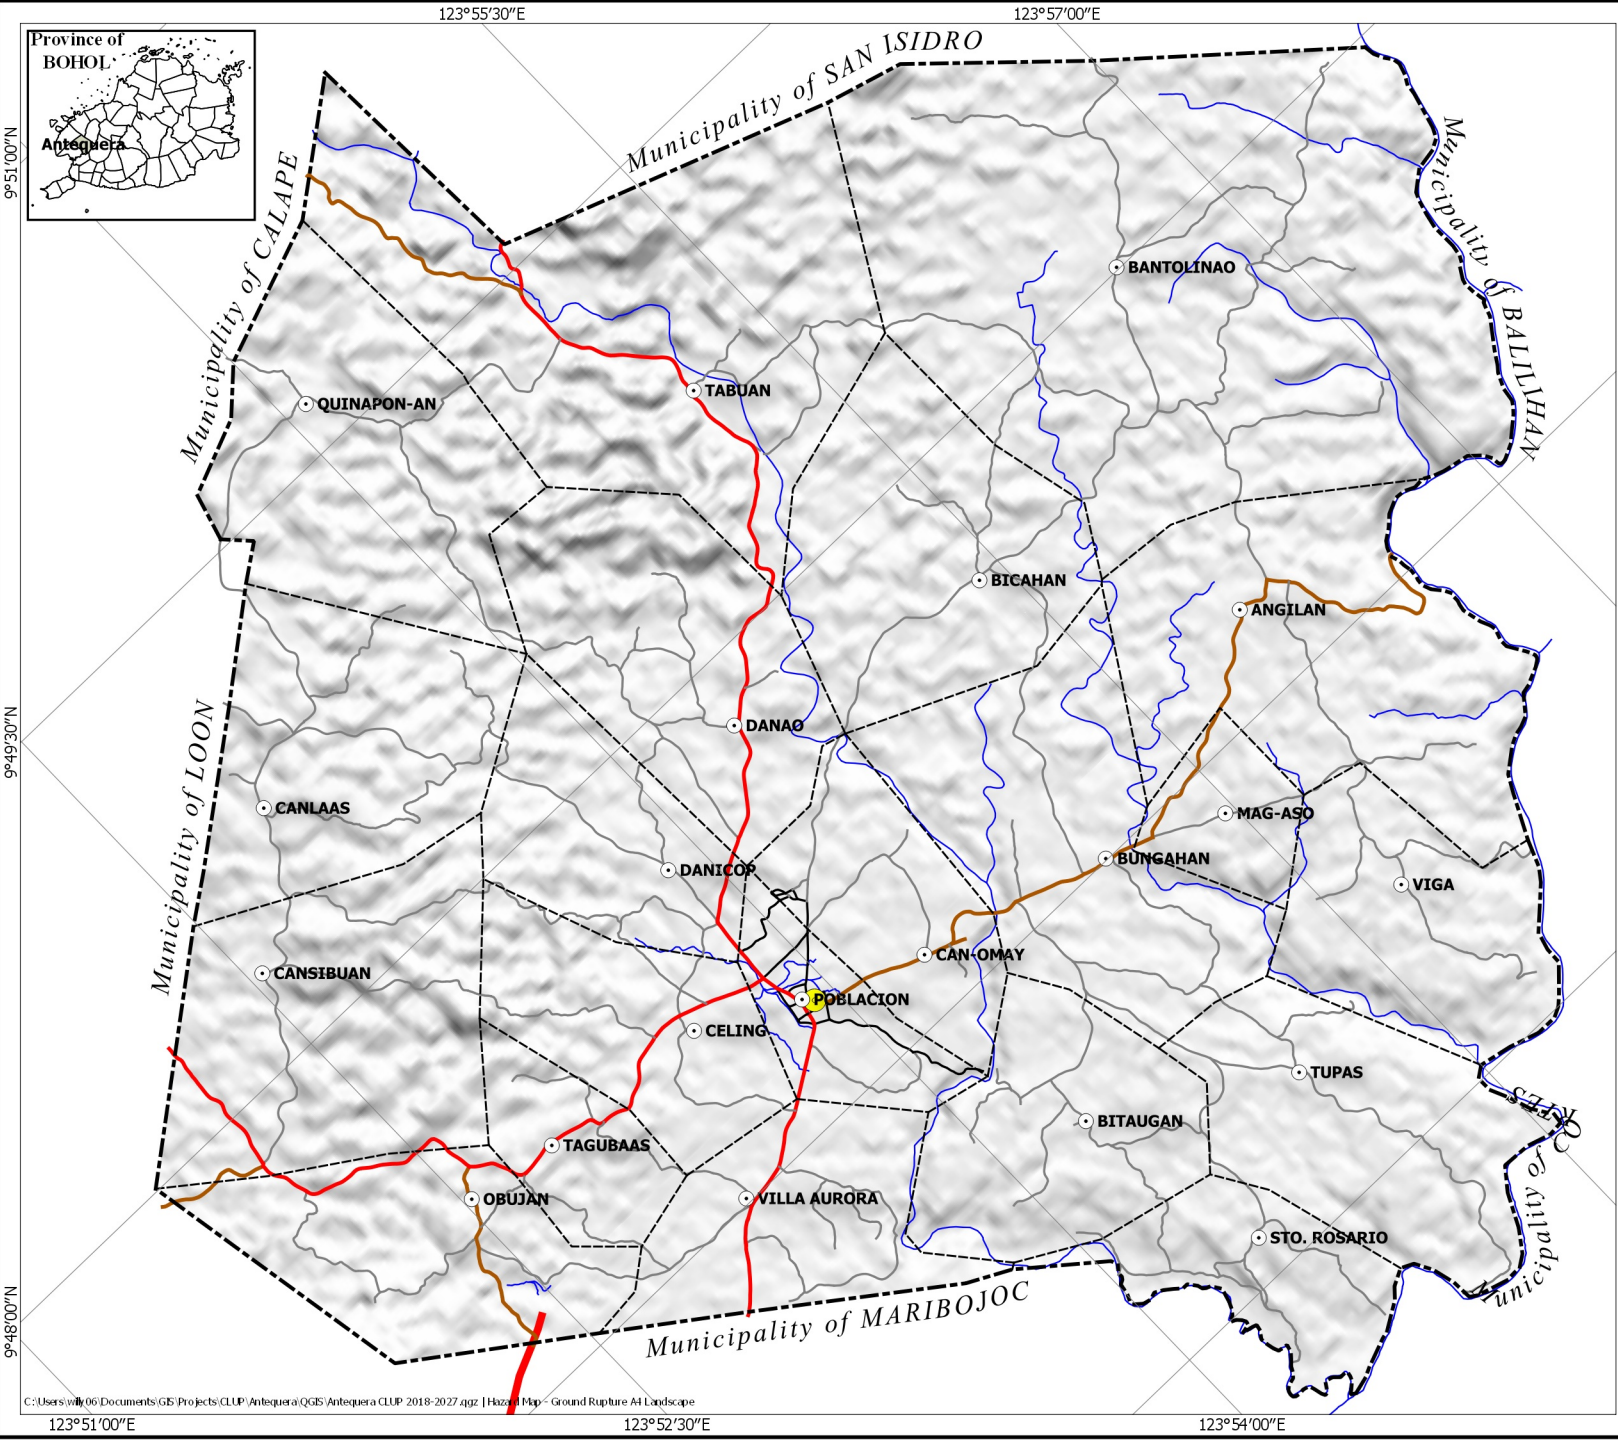 123°55'30"E
123°57'00"E
Province of
BOHOL
Antequera
Municipality of SAN ISIDRO
Municipality of CALAPE
Municipality of BALILIHAN
9°51'00"N
BANTOLINAO
TABUAN
QUINAPON-AN
BICAHAN
ANGILAN
Municipality of LOON
9°49'30"N
DANAO
CANLAAS
MAG-ASO
BUNGAHAN
DANICOP
VIGA
CAN-OMAY
CANSIBUAN
POBLACION
CELING
TUPAS
BITAUGAN
TAGUBAAS
OBUJAN
VILLA AURORA
STO. ROSARIO
Municipality of CORTES
Municipality of MARIBOJOC
9°48'00"N
C:\Users\willy06\Documents\GIS\Projects\CLUP\Antequera\QGIS\Antequera CLUP 2018-2027.qgz | Hazard Map - Ground Rupture A4 Landscape
123°51'00"E
123°52'30"E
123°54'00"E